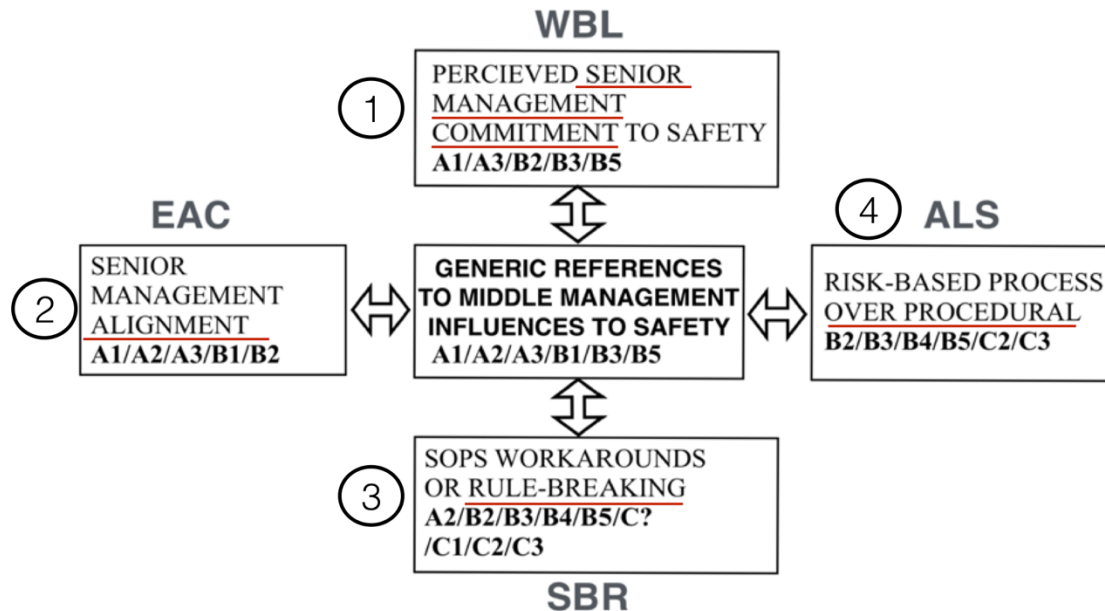 WBL
1
PERCIEVED SENIOR
MANAGEMENT
COMMITMENT TO SAFETY
A1/A3/B2/B3/B5
EAC
2
SENIOR
MANAGEMENT
ALIGNMENT
A1/A2/A3/B1/B2
GENERIC REFERENCES
TO MIDDLE MANAGEMENT
INFLUENCES TO SAFETY
A1/A2/A3/B1/B3/B5
4
ALS
RISK-BASED PROCESS
OVER PROCEDURAL
B2/B3/B4/B5/C2/C3
3
SOPS WORKAROUNDS
OR RULE-BREAKING
A2/B2/B3/B4/B5/C?
/C1/C2/C3
SBR